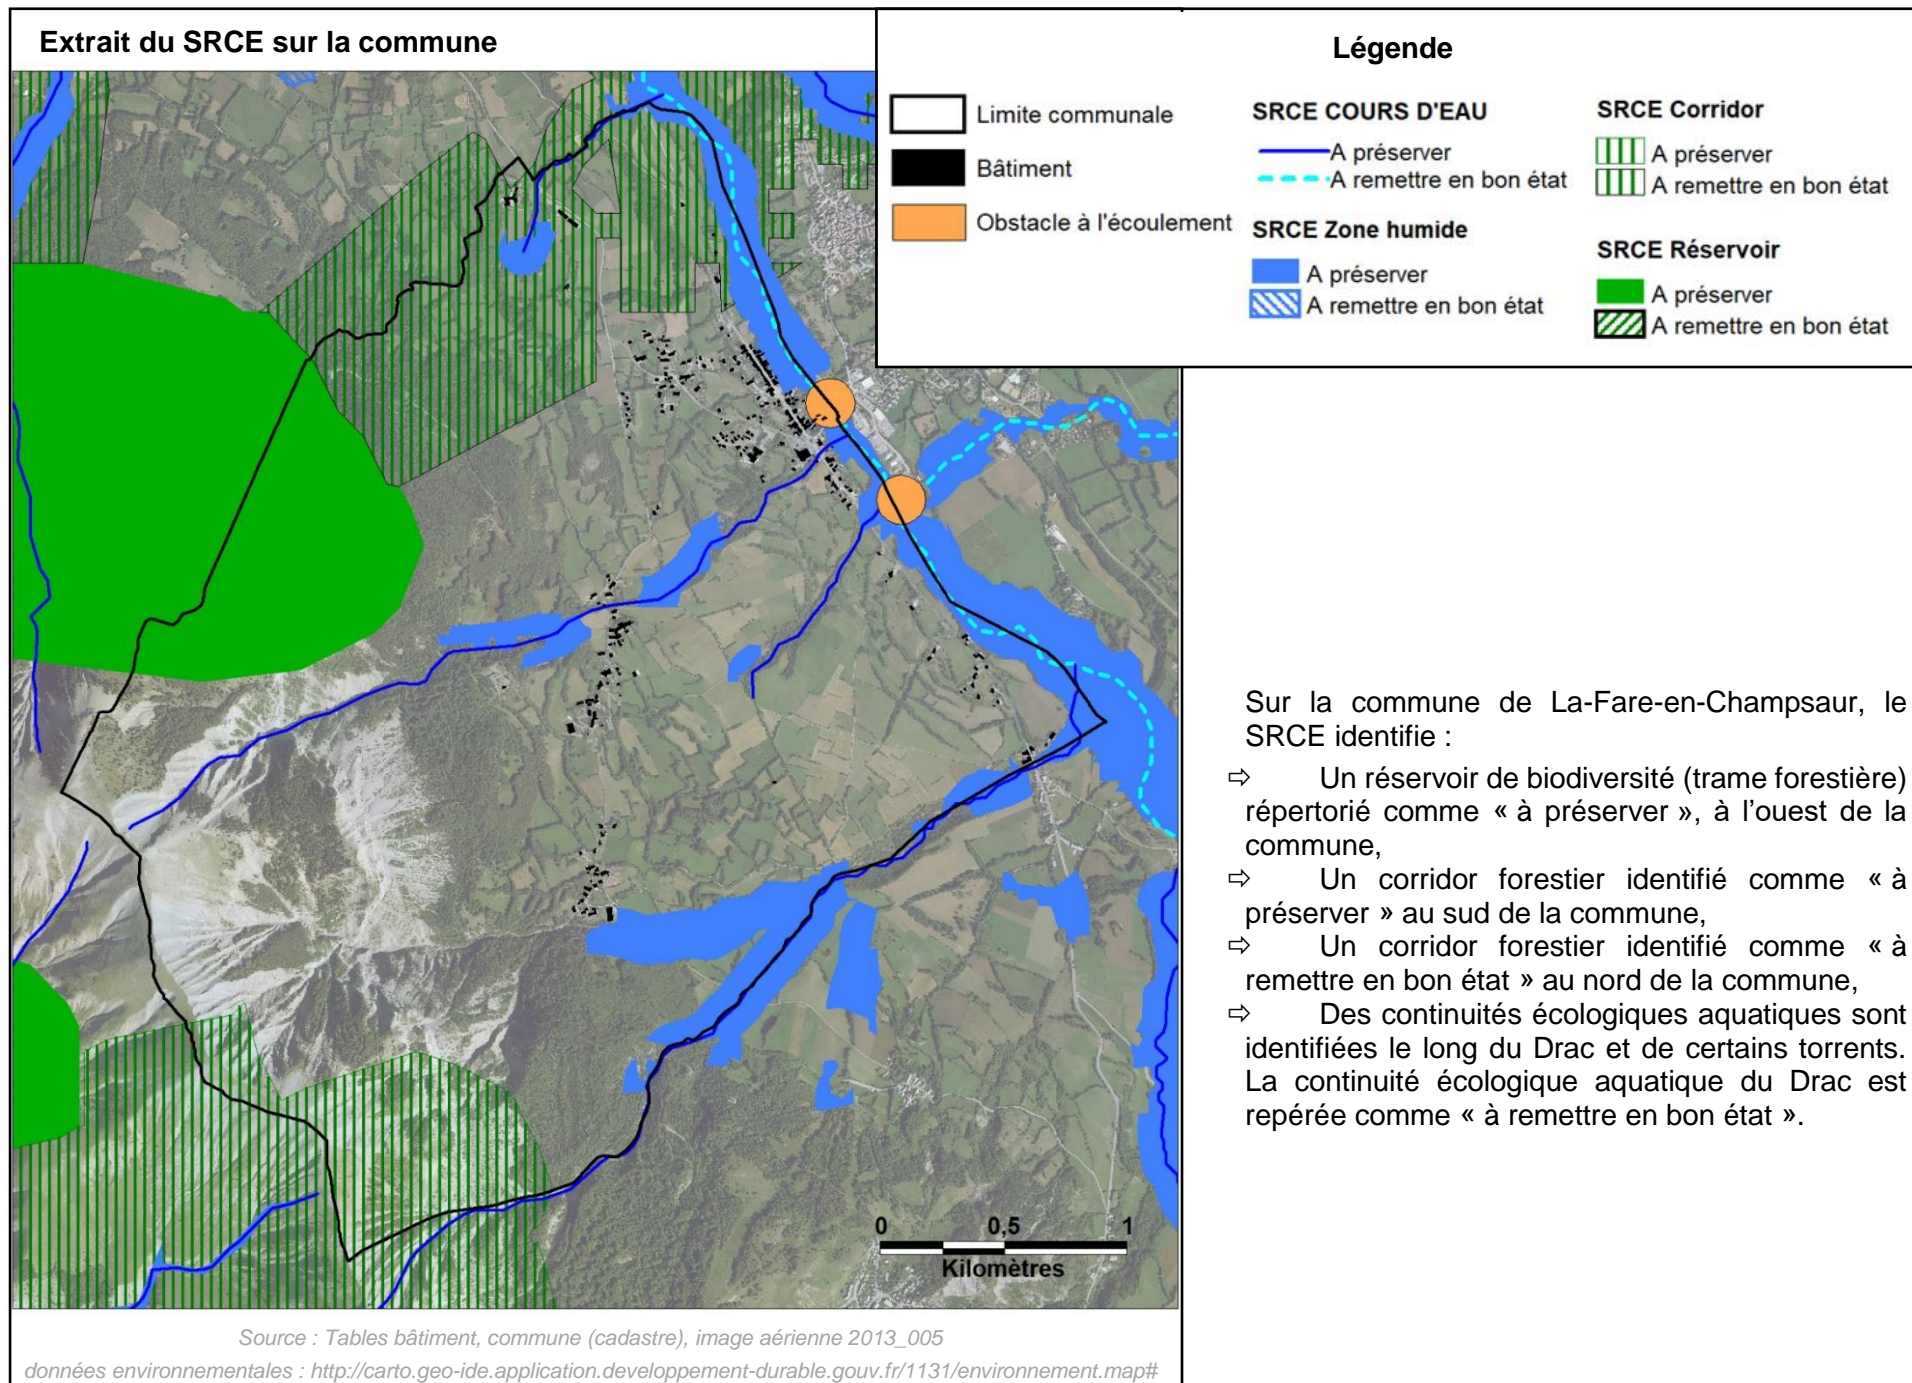 Extrait du SRCE sur la commune
Légende
Limite communale
Bâtiment
Obstacle à l'écoulement
SRCE COURS D'EAU
A préserver
A remettre en bon état
SRCE Zone humide
A préserver
A remettre en bon état
SRCE Corridor
A préserver
A remettre en bon état
SRCE Réservoir
A préserver
A remettre en bon état
0 0,5 1
Kilomètres
Source : Tables bâtiment, commune (cadastre), image aérienne 2013_005
données environnementales : http://carto.geo-ide.application.developpement-durable.gouv.fr/1131/environnement.map#
Sur la commune de La-Fare-en-Champsaur, le
SRCE identifie :
⇨ Un réservoir de biodiversité (trame forestière)
répertorié comme « à préserver », à l’ouest de la
commune,
⇨ Un corridor forestier identifié comme « à
préserver » au sud de la commune,
⇨ Un corridor forestier identifié comme « à
remettre en bon état » au nord de la commune,
⇨ Des continuités écologiques aquatiques sont
identifiées le long du Drac et de certains torrents.
La continuité écologique aquatique du Drac est
repérée comme « à remettre en bon état ».